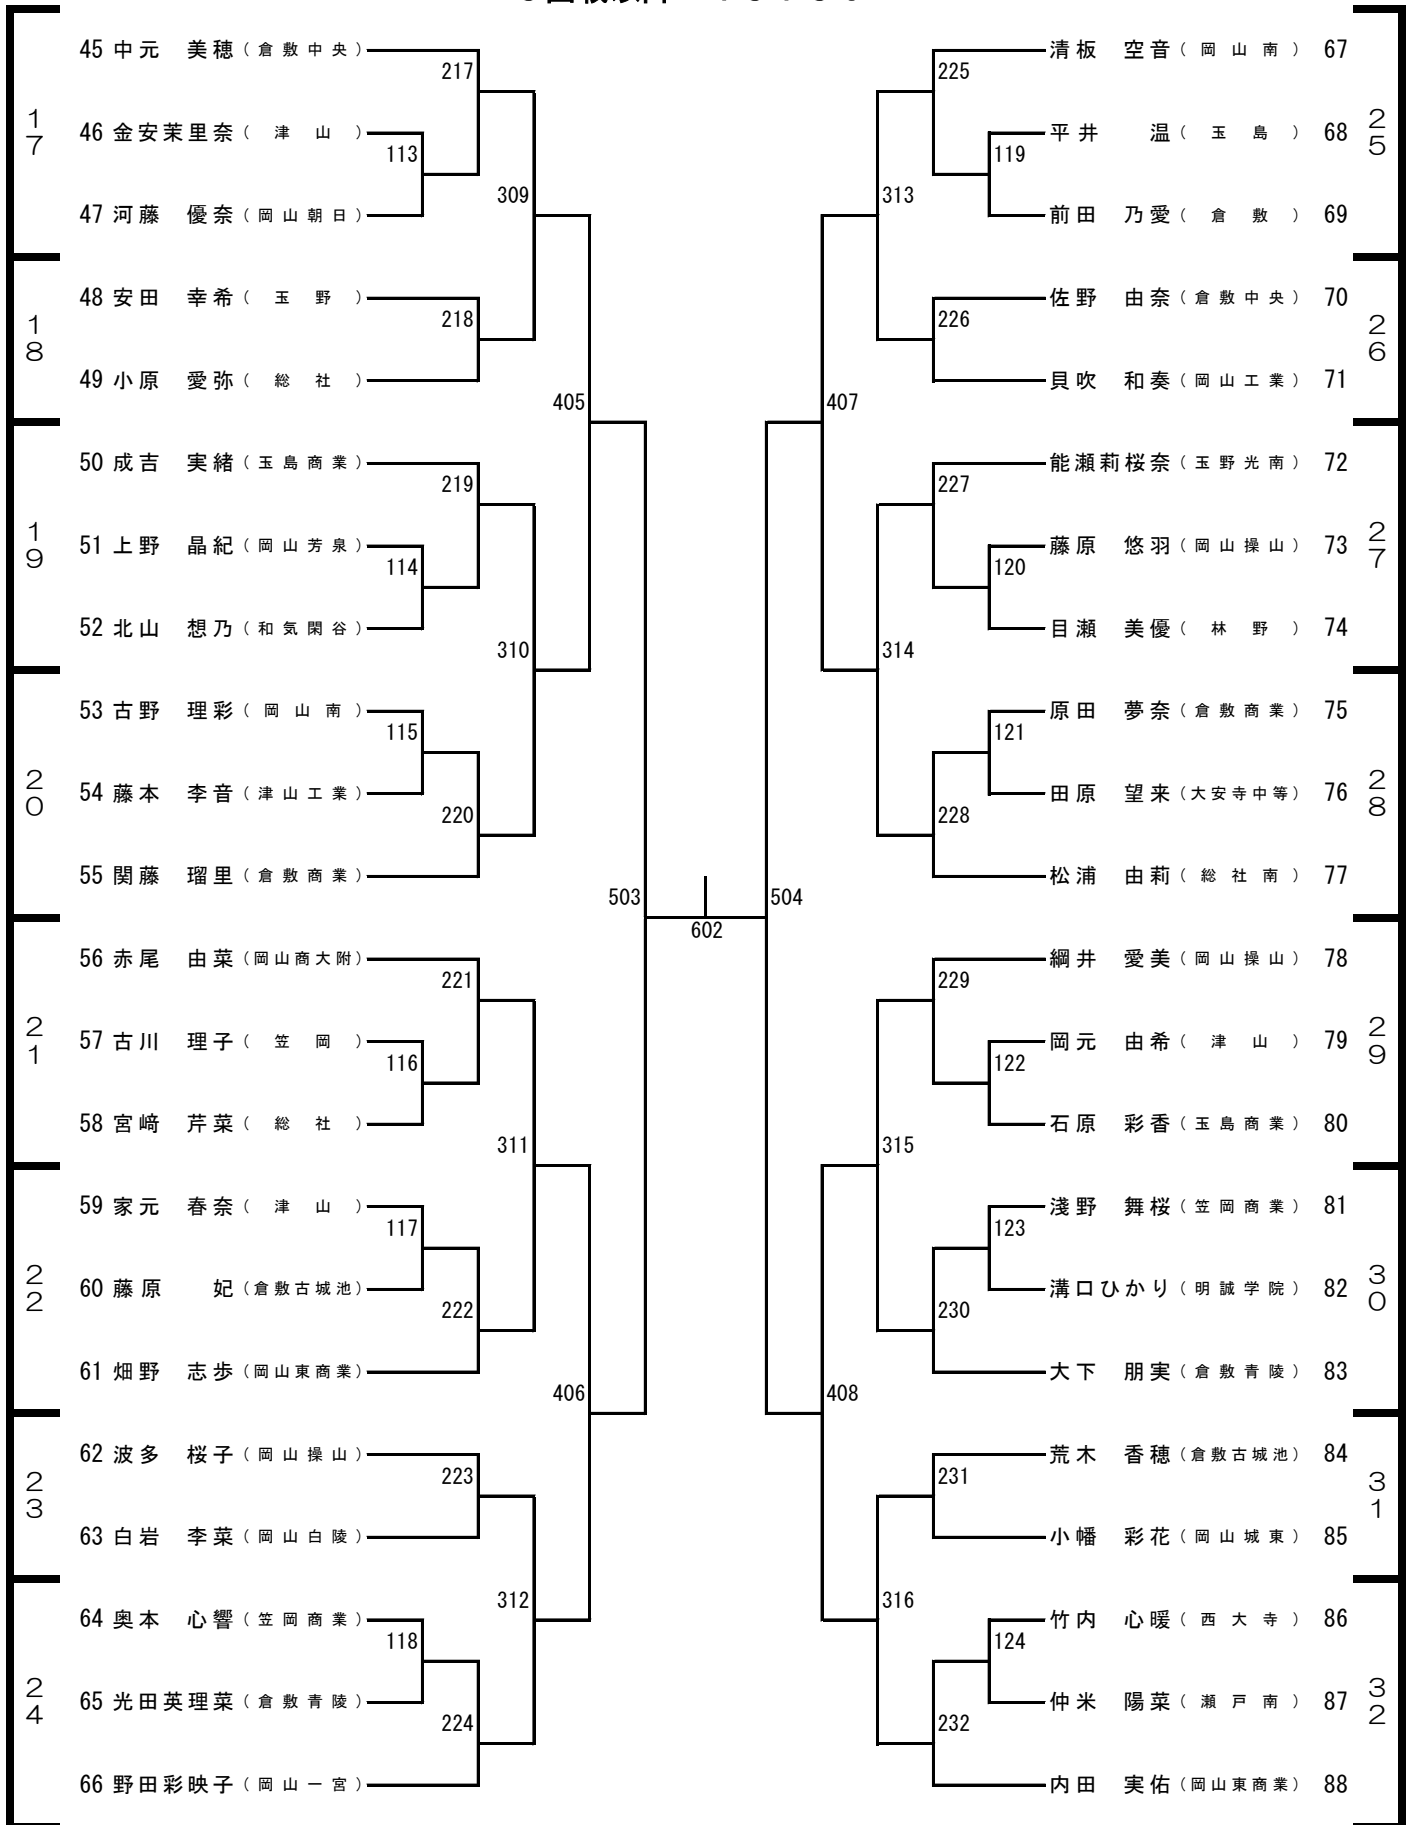 17
45 中元 美穂（倉敷中央）
217
46 金安茉里奈（津山）
113
47 河藤 優奈（岡山朝日）
309
18
48 安田 幸希（玉野）
218
49 小原 愛弥（総社）
405
19
50 成吉 実緒（玉島商業）
219
51 上野 晶紀（岡山芳泉）
114
52 北山 想乃（和気閑谷）
310
20
53 古野 理彩（岡山南）
115
54 藤本 李音（津山工業）
220
55 関藤 瑠里（倉敷商業）
503
21
56 赤尾 由菜（岡山商大附）
221
57 古川 理子（笠岡）
116
58 宮﨑 芹菜（総社）
311
22
59 家元 春奈（津山）
117
60 藤原 妃（倉敷古城池）
222
61 畑野 志歩（岡山東商業）
406
23
62 波多 桜子（岡山操山）
223
63 白岩 李菜（岡山白陵）
312
24
64 奥本 心響（笠岡商業）
118
65 光田英理菜（倉敷青陵）
224
66 野田彩映子（岡山一宮）
602
清板 空音（岡山南） 67
225
25
平井 温（玉島） 68
119
前田 乃愛（倉敷） 69
313
佐野 由奈（倉敷中央） 70
226
26
貝吹 和奏（岡山工業） 71
407
能瀬莉桜奈（玉野光南） 72
227
27
藤原 悠羽（岡山操山） 73
120
目瀬 美優（林野） 74
314
原田 夢奈（倉敷商業） 75
121
28
田原 望来（大安寺中等） 76
228
松浦 由莉（総社南） 77
504
綱井 愛美（岡山操山） 78
229
29
岡元 由希（津山） 79
122
石原 彩香（玉島商業） 80
315
淺野 舞桜（笠岡商業） 81
123
30
溝口ひかり（明誠学院） 82
230
大下 朋実（倉敷青陵） 83
408
荒木 香穂（倉敷古城池） 84
231
31
小幡 彩花（岡山城東） 85
316
竹内 心暖（西大寺） 86
124
32
仲米 陽菜（瀬戸南） 87
232
内田 実佑（岡山東商業） 88